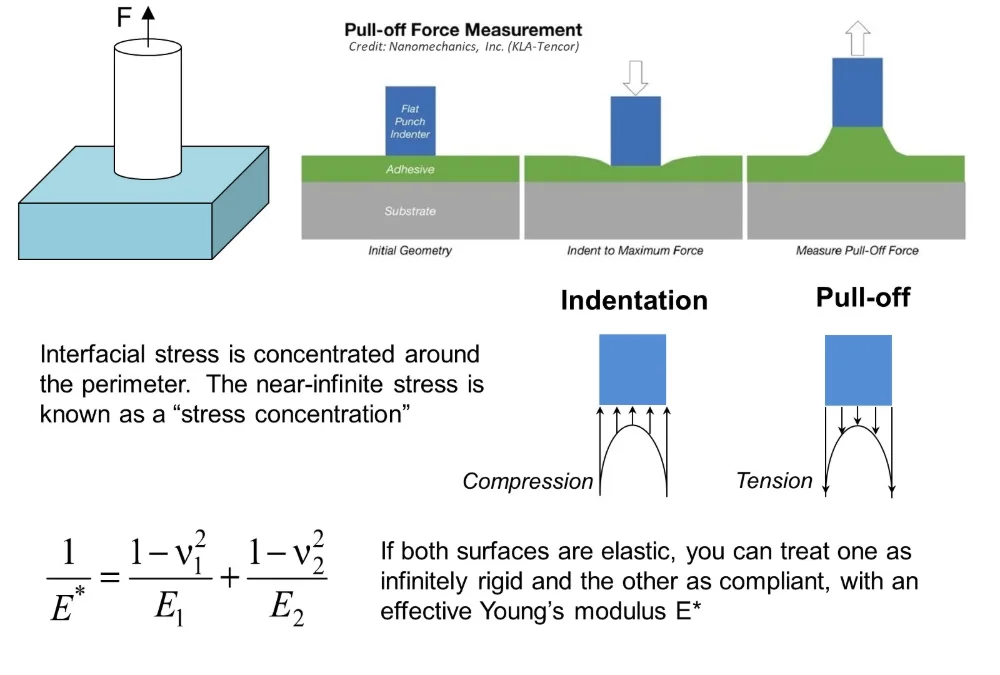 F
Pull-off Force Measurement
Credit: Nanomechanics, Inc. (KLA-Tencor)
Flat
Punch
Indenter
Adhesive
Substrate
Initial Geometry
Indent to Maximum Force
Measure Pull-Off Force
Indentation
Pull-off
Interfacial stress is concentrated around
the perimeter. The near-infinite stress is
known as a “stress concentration”
Compression
Tension
1/E* = (1−ν₁²)/E₁ + (1−ν₂²)/E₂
If both surfaces are elastic, you can treat one as
infinitely rigid and the other as compliant, with an
effective Young’s modulus E*